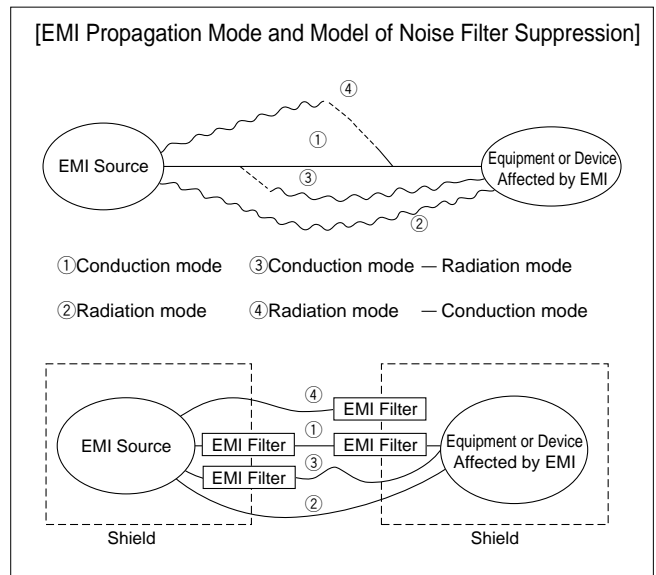 [EMI Propagation Mode and Model of Noise Filter Suppression]
④
①
EMI Source
Equipment or Device
Affected by EMI
③
②
①Conduction mode ③Conduction mode — Radiation mode
②Radiation mode ④Radiation mode — Conduction mode
④
EMI Filter
①
EMI Source
EMI Filter
EMI Filter
Equipment or Device
Affected by EMI
③
EMI Filter
②
Shield
Shield